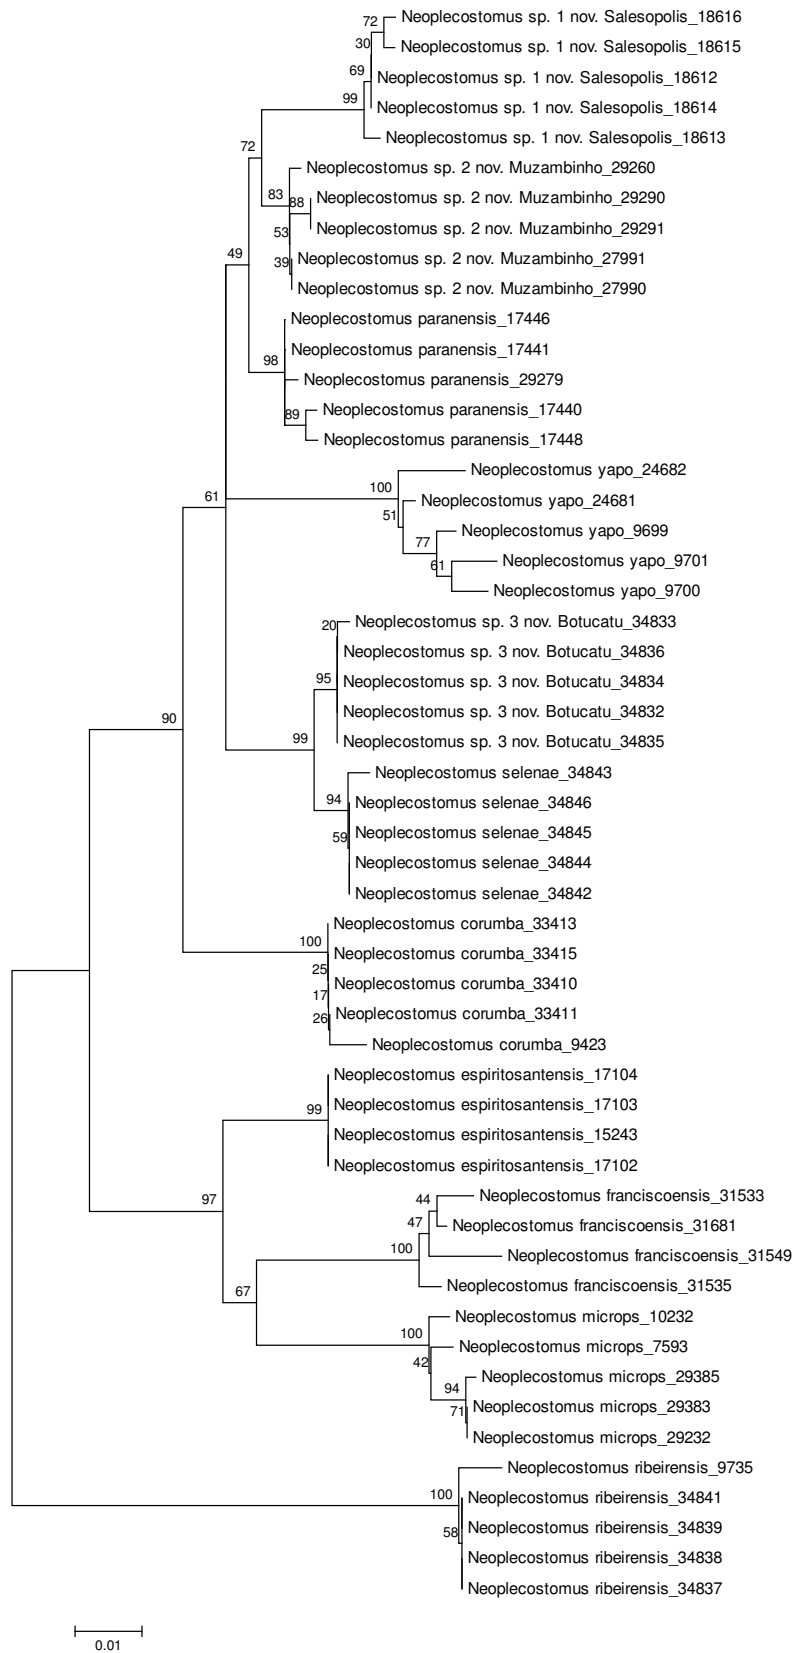 72 Neoplecostomus sp. 1 nov. Salesopolis_18616
30 Neoplecostomus sp. 1 nov. Salesopolis_18615
69 Neoplecostomus sp. 1 nov. Salesopolis_18612
99 Neoplecostomus sp. 1 nov. Salesopolis_18614
Neoplecostomus sp. 1 nov. Salesopolis_18613
72
Neoplecostomus sp. 2 nov. Muzambinho_29260
83 88 Neoplecostomus sp. 2 nov. Muzambinho_29290
53 Neoplecostomus sp. 2 nov. Muzambinho_29291
49
39 Neoplecostomus sp. 2 nov. Muzambinho_27991
Neoplecostomus sp. 2 nov. Muzambinho_27990
Neoplecostomus paranensis_17446
98 Neoplecostomus paranensis_17441
Neoplecostomus paranensis_29279
89 Neoplecostomus paranensis_17440
Neoplecostomus paranensis_17448
Neoplecostomus yapo_24682
61 100 Neoplecostomus yapo_24681
51
77 Neoplecostomus yapo_9699
61 Neoplecostomus yapo_9701
Neoplecostomus yapo_9700
20 Neoplecostomus sp. 3 nov. Botucatu_34833
Neoplecostomus sp. 3 nov. Botucatu_34836
95 Neoplecostomus sp. 3 nov. Botucatu_34834
90 Neoplecostomus sp. 3 nov. Botucatu_34832
99 Neoplecostomus sp. 3 nov. Botucatu_34835
Neoplecostomus selenae_34843
94 Neoplecostomus selenae_34846
59 Neoplecostomus selenae_34845
Neoplecostomus selenae_34844
Neoplecostomus selenae_34842
Neoplecostomus corumba_33413
100 Neoplecostomus corumba_33415
25 Neoplecostomus corumba_33410
17
26 Neoplecostomus corumba_33411
Neoplecostomus corumba_9423
Neoplecostomus espiritosantensis_17104
99 Neoplecostomus espiritosantensis_17103
Neoplecostomus espiritosantensis_15243
Neoplecostomus espiritosantensis_17102
97 44 Neoplecostomus franciscoensis_31533
47 Neoplecostomus franciscoensis_31681
100 Neoplecostomus franciscoensis_31549
67 Neoplecostomus franciscoensis_31535
Neoplecostomus microps_10232
100 Neoplecostomus microps_7593
42
94 Neoplecostomus microps_29385
71 Neoplecostomus microps_29383
Neoplecostomus microps_29232
Neoplecostomus ribeirensis_9735
100 Neoplecostomus ribeirensis_34841
58 Neoplecostomus ribeirensis_34839
Neoplecostomus ribeirensis_34838
Neoplecostomus ribeirensis_34837
0.01